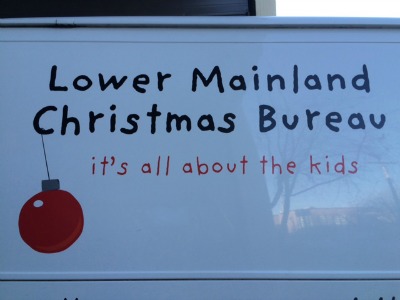 Lower Mainland
Christmas Bureau
it's all about the kids